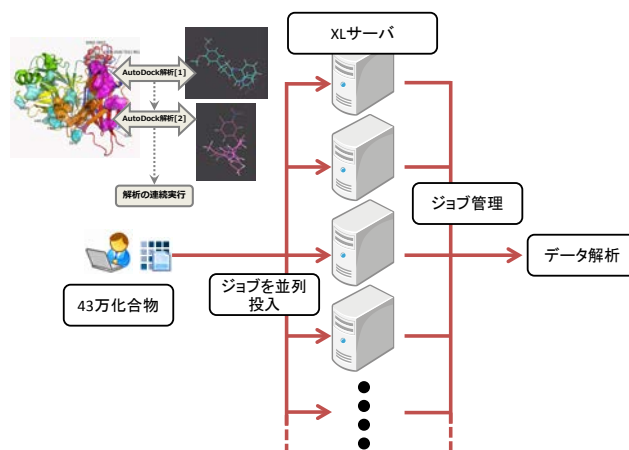 XLサーバ
AutoDock解析[1]
AutoDock解析[2]
解析の連続実行
ジョブ管理
データ解析
43万化合物
ジョブを並列
投入